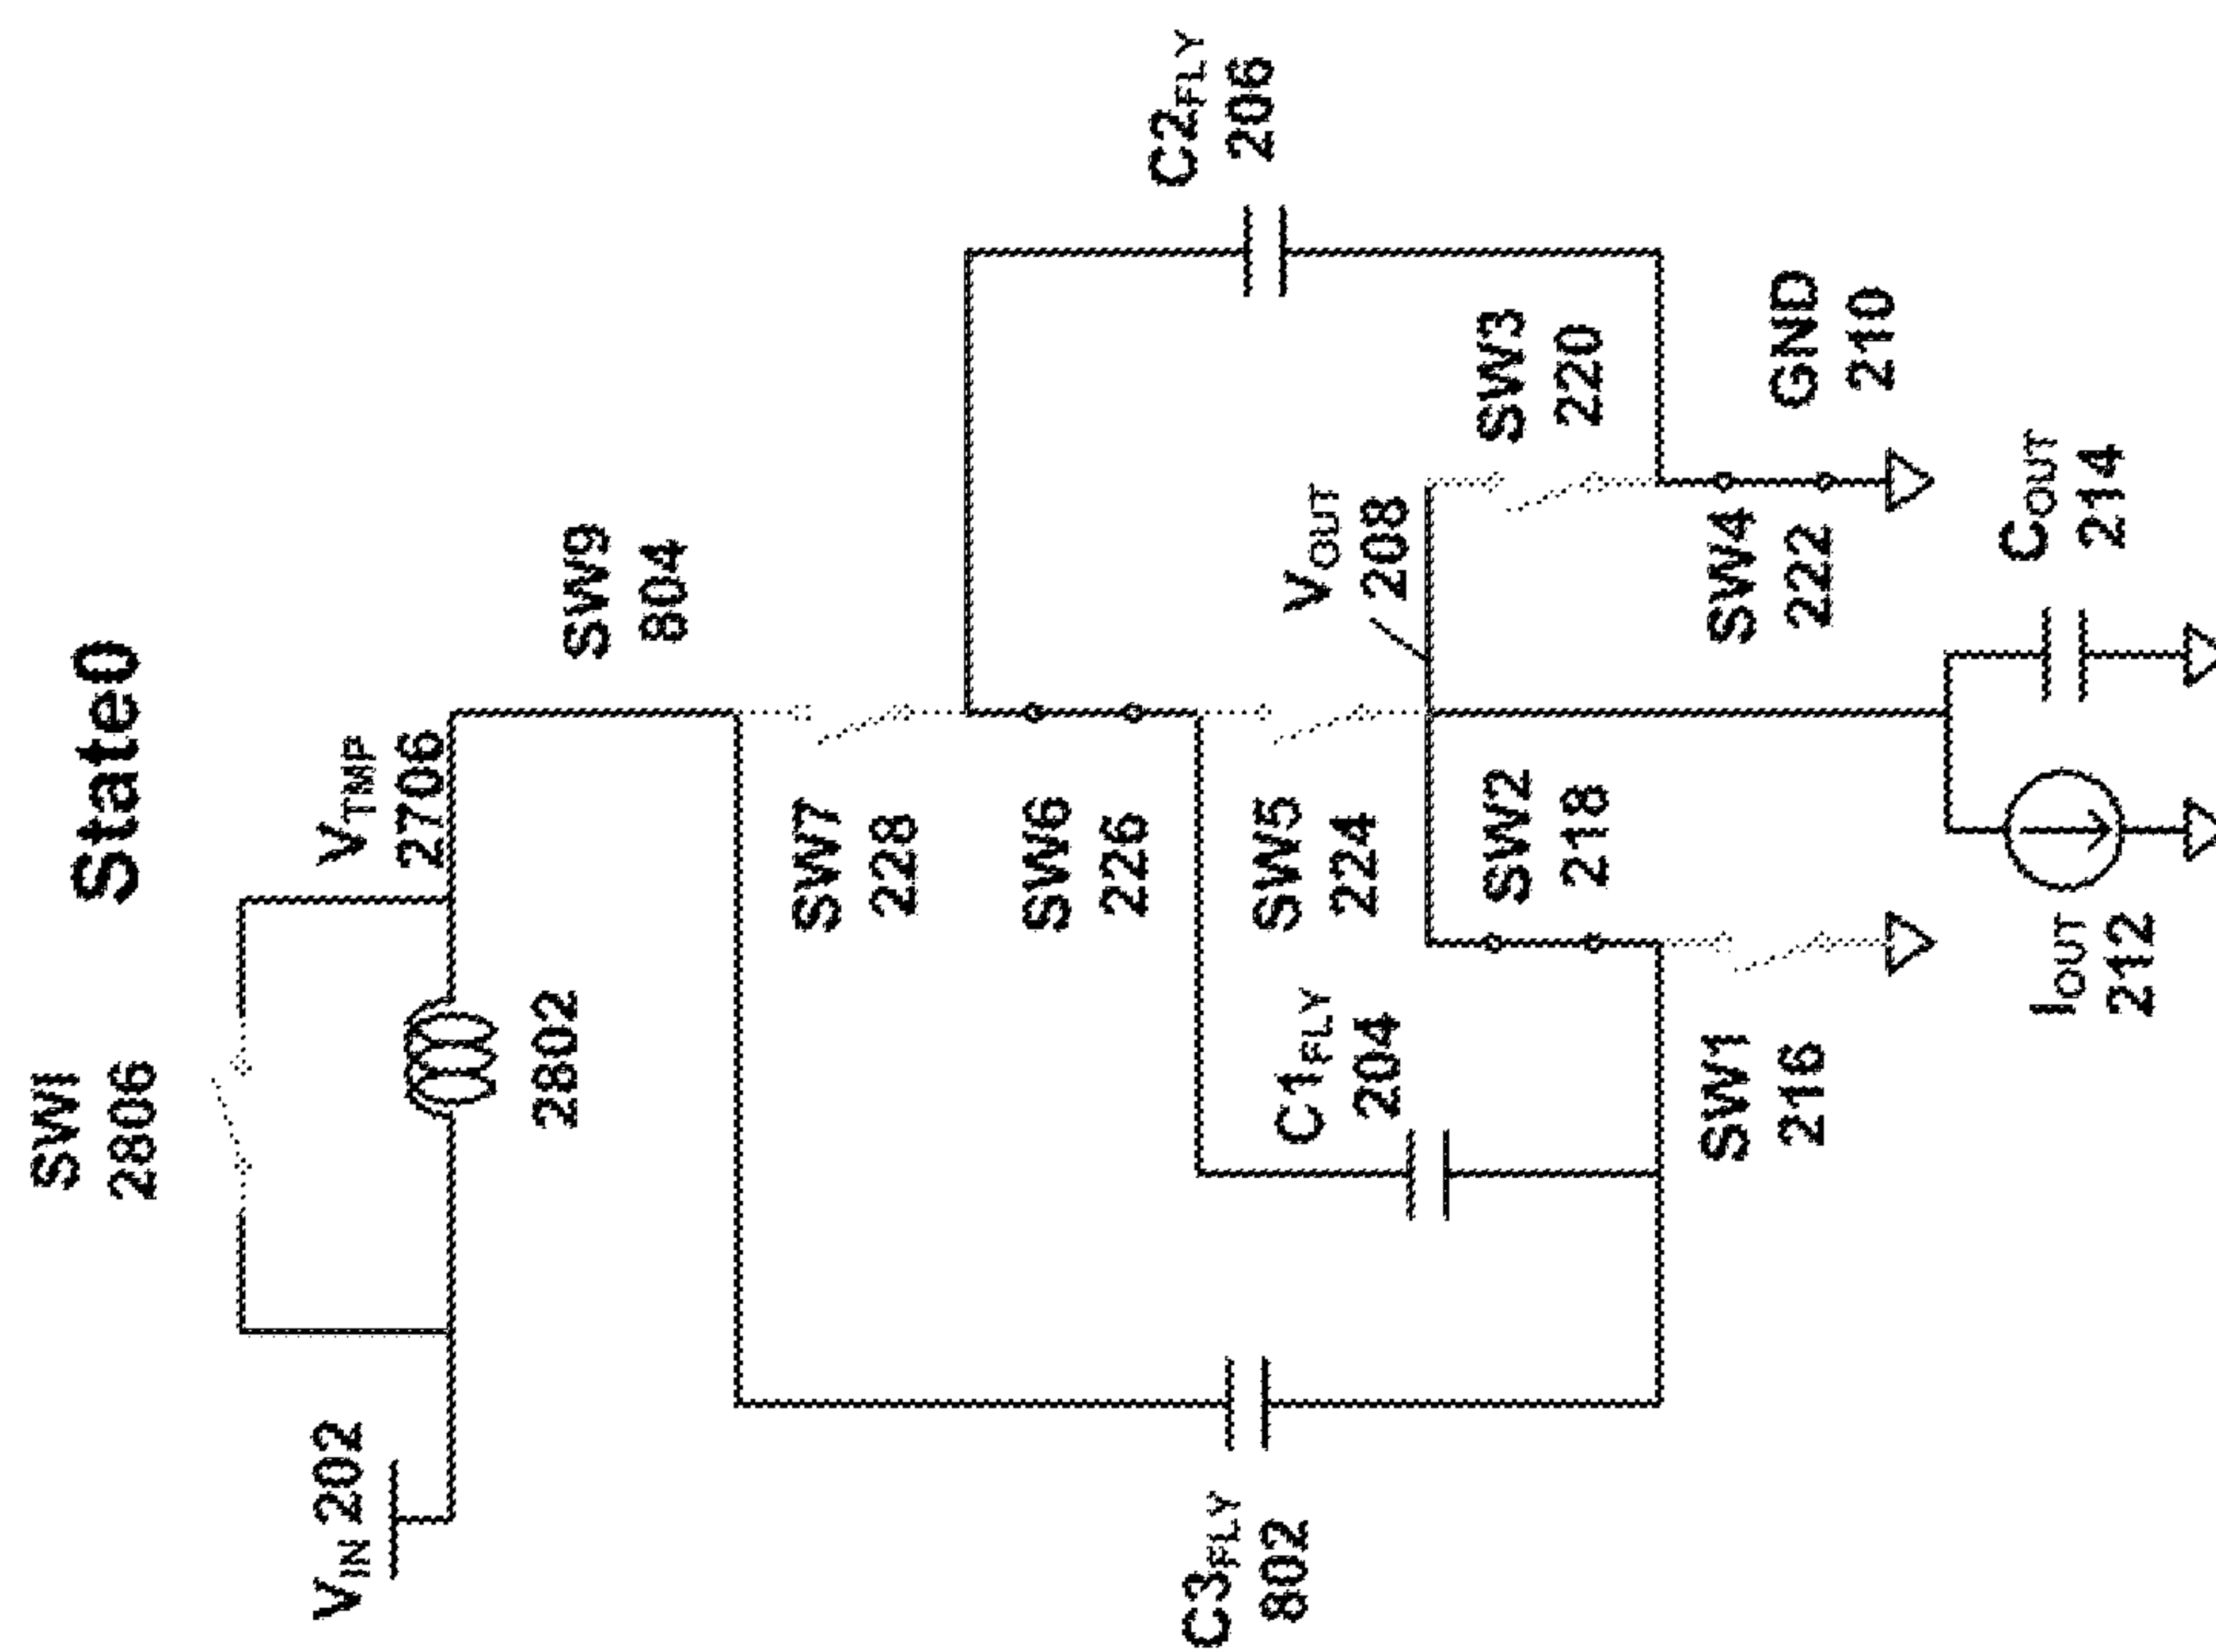 State0
SWI
2806
V_TMP
2706
V_IN 202
2802
SW9
804
SW7
228
C2_FLY
206
SW6
226
C3_FLY
802
C1_FLY
204
SW5
224
V_OUT
208
SW2
218
SW3
220
SW1
216
SW4
222
GND
210
I_OUT
212
C_OUT
214